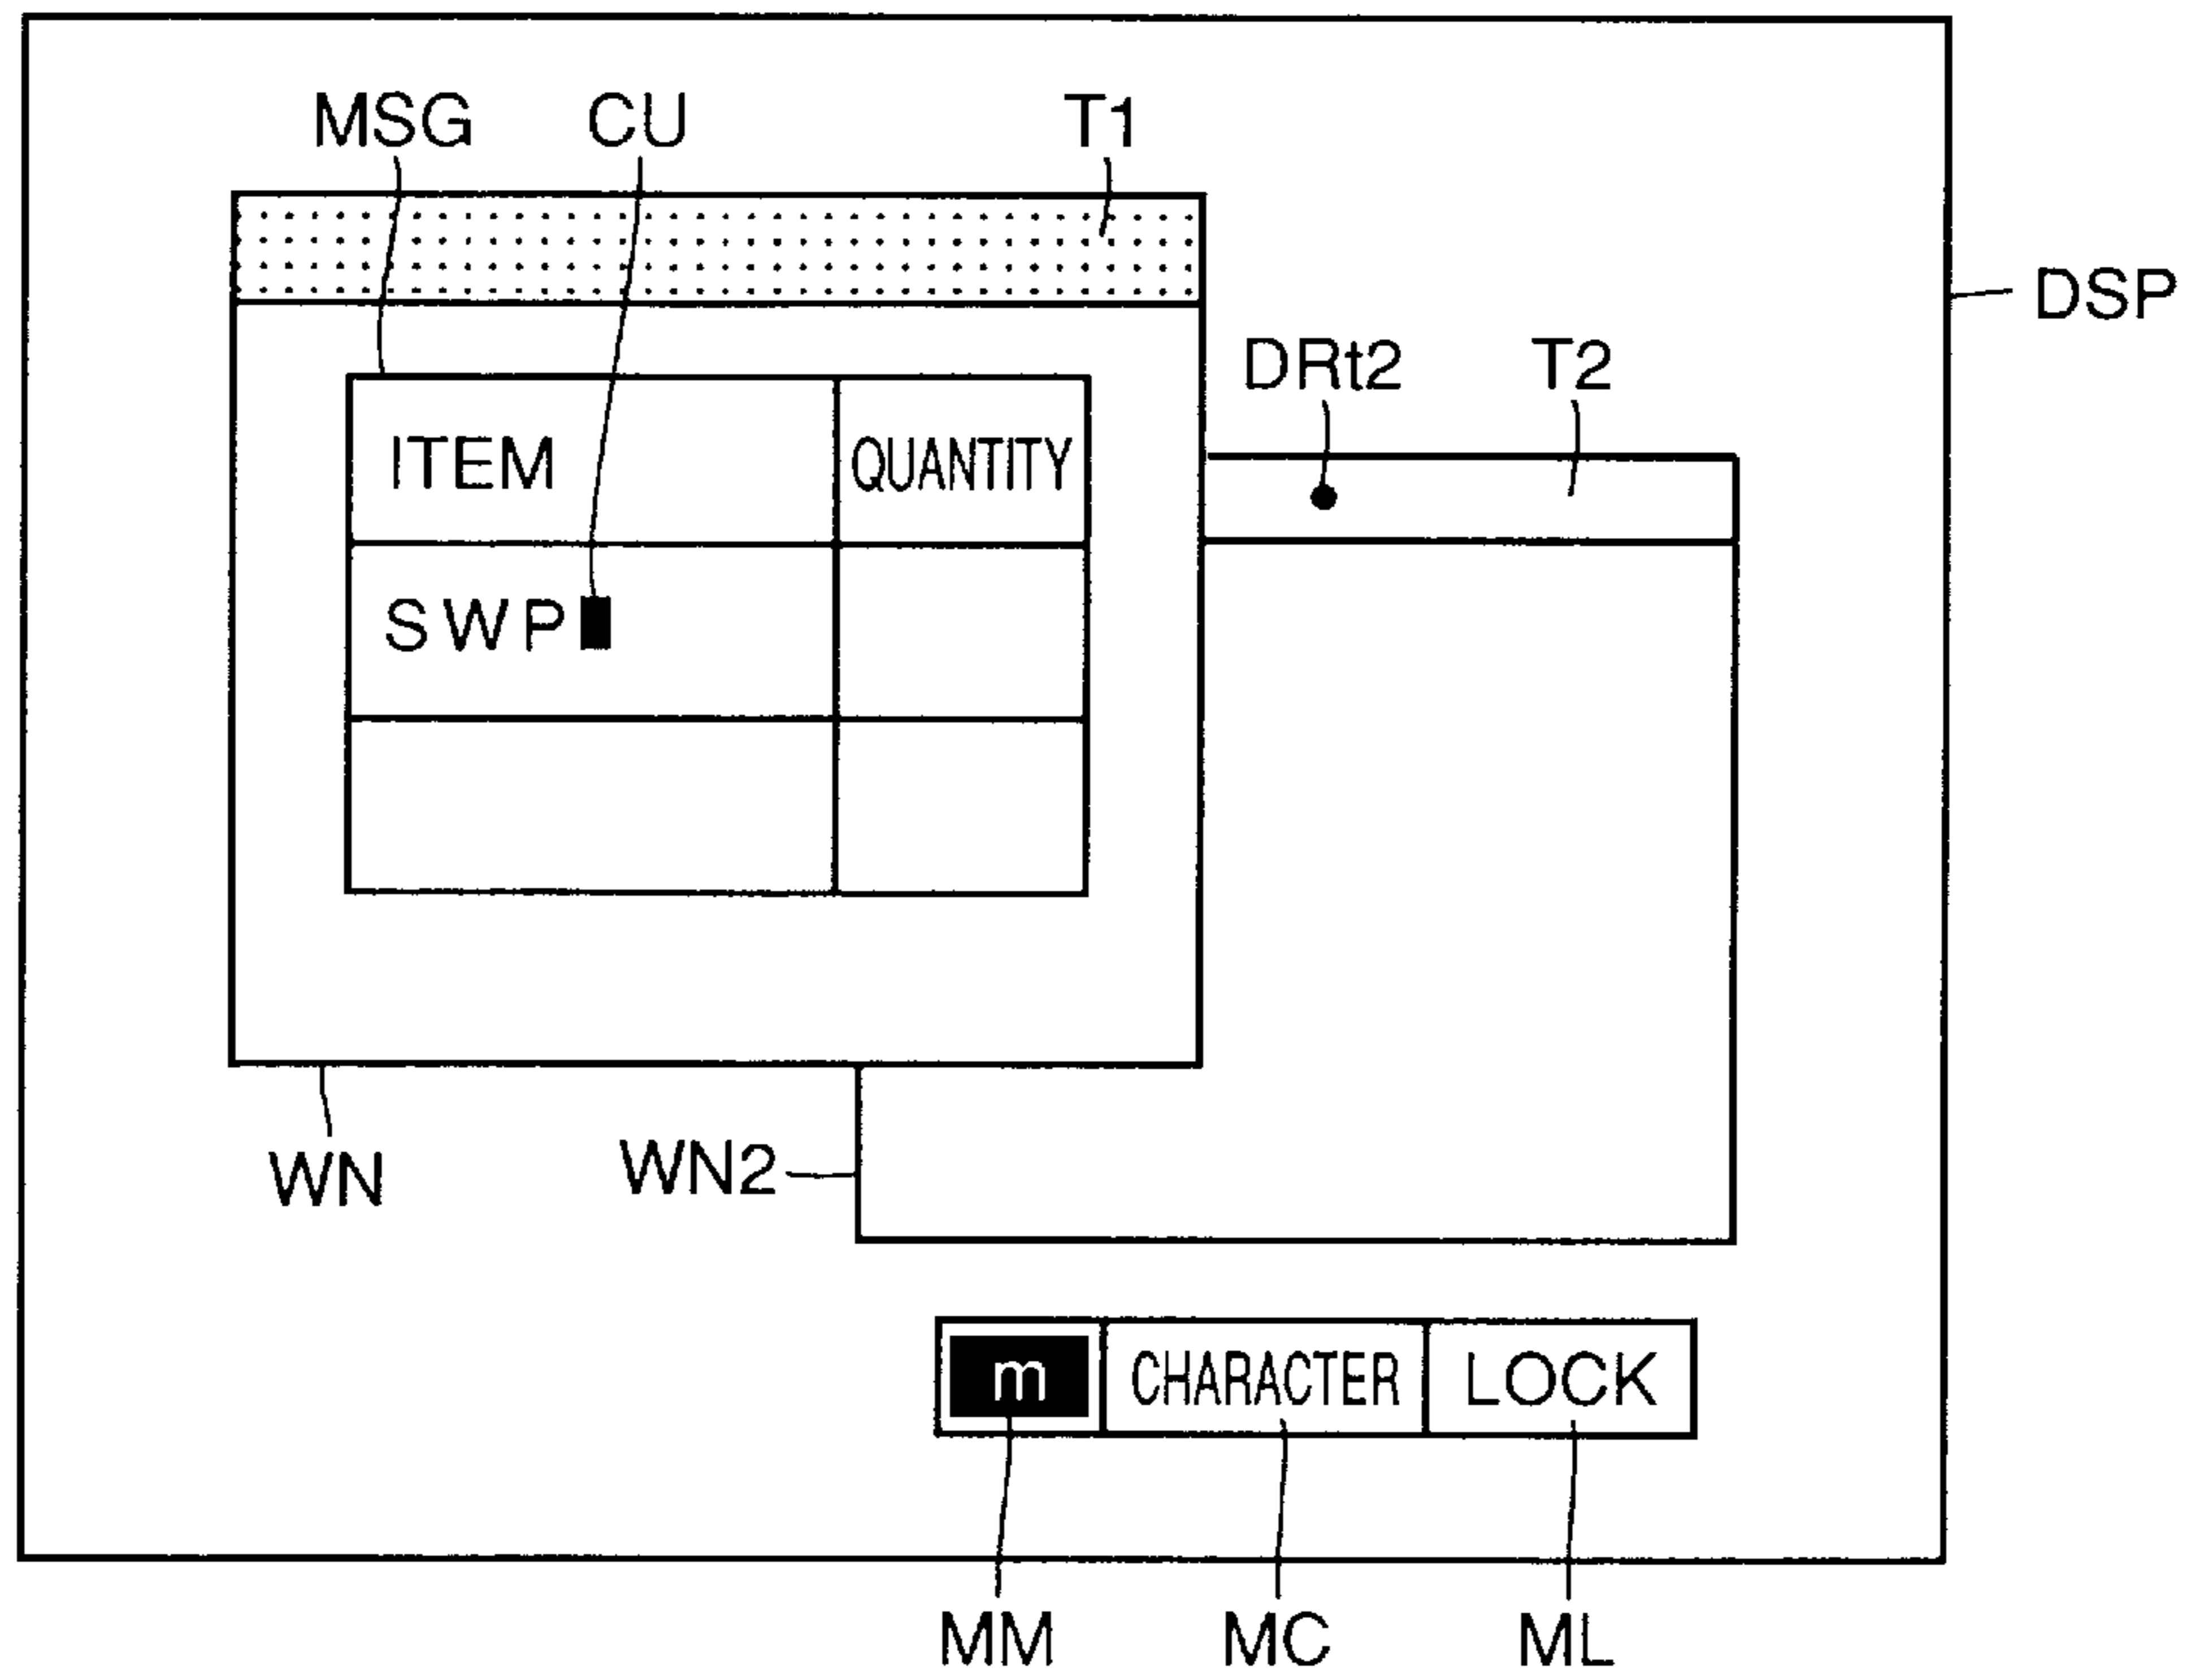 MSG CU T1
DSP
DRt2 T2
ITEM QUANTITY
SWP
WN WN2
m CHARACTER LOCK
MM MC ML